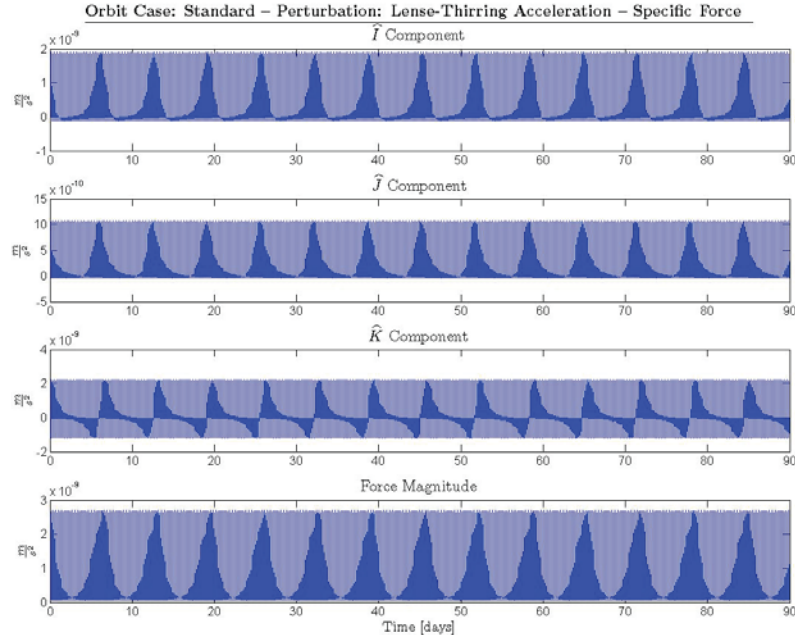 Orbit Case: Standard – Perturbation: Lense-Thirring Acceleration – Specific Force
Î Component
x 10⁻⁹
2
1
0
-1
m/s²
0 10 20 30 40 50 60 70 80 90
Ĵ Component
x 10⁻¹⁰
15
10
5
0
-5
m/s²
0 10 20 30 40 50 60 70 80 90
K̂ Component
x 10⁻⁹
4
2
0
-2
m/s²
0 10 20 30 40 50 60 70 80 90
Force Magnitude
x 10⁻⁹
3
2
1
0
m/s²
0 10 20 30 40 50 60 70 80 90
Time [days]